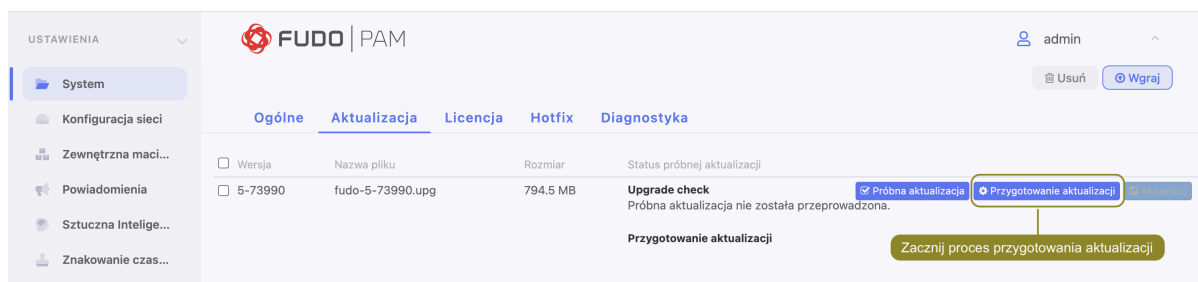 USTAWIENIA
FUDO | PAM
admin
System
Usuń
Wgraj
Konfiguracja sieci
Ogólne Aktualizacja Licencja Hotfix Diagnostyka
Zewnętrzna maci...
Wersja Nazwa pliku Rozmiar Status próbnej aktualizacji
Powiadomienia
5-73990 fudo-5-73990.upg 794.5 MB Upgrade check Próbna aktualizacja Przygotowanie aktualizacji Aktualizuj
Próbna aktualizacja nie została przeprowadzona.
SztucznaIntelige...
Przygotowanie aktualizacji
Zacznij proces przygotowania aktualizacji
Znakowanie czas...